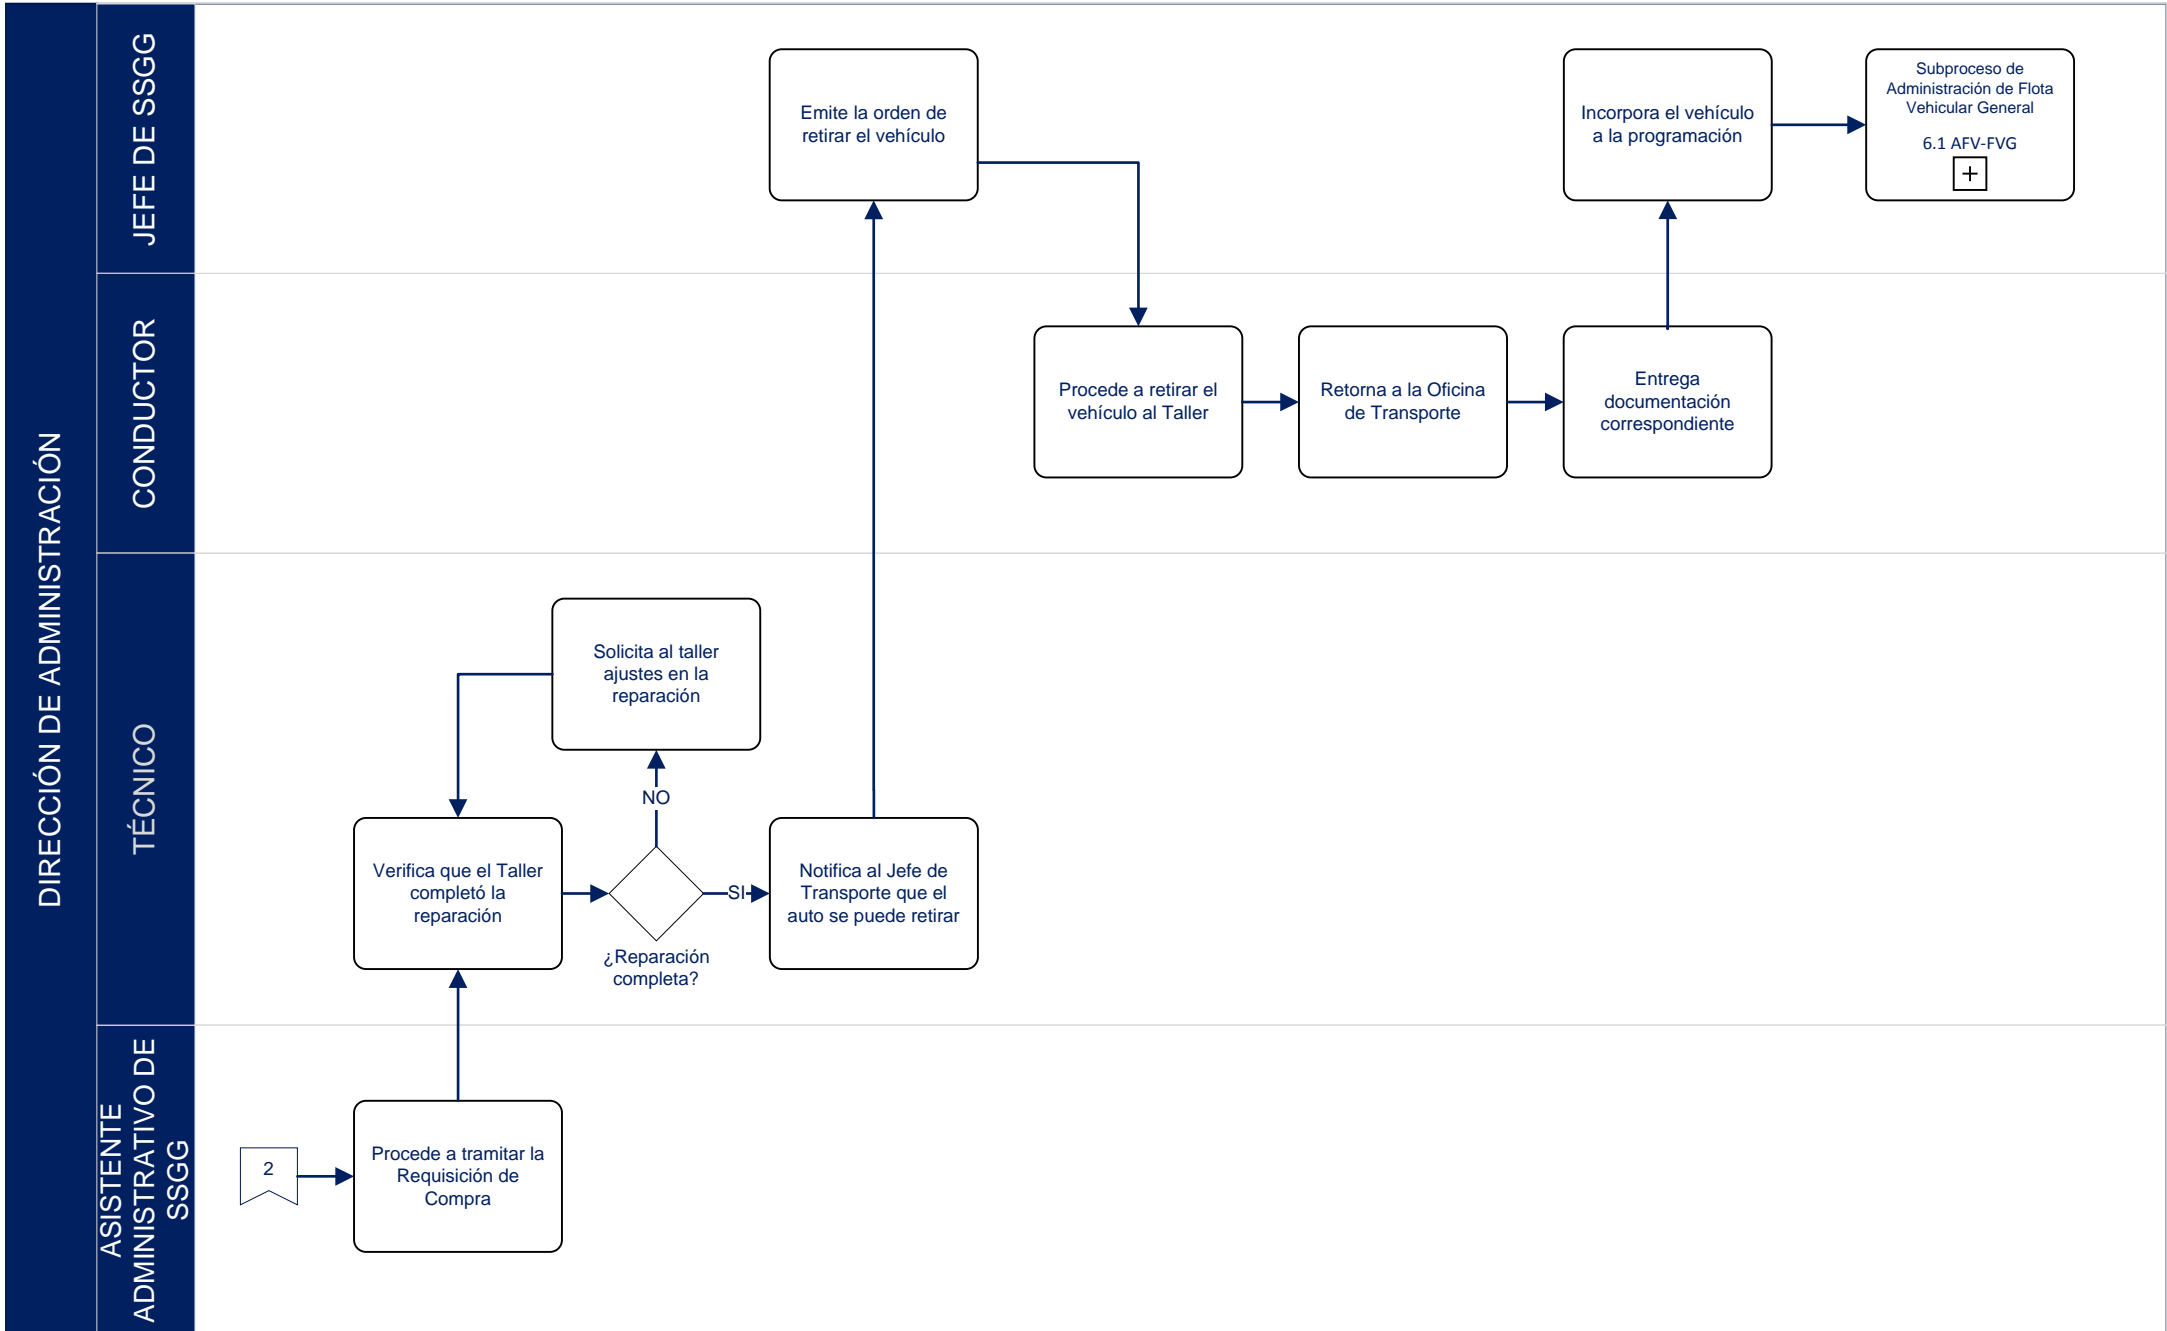 DIRECCIÓN DE ADMINISTRACIÓN
JEFE DE SSGG
Emite la orden de
retirar el vehículo
Incorpora el vehículo
a la programación
Subproceso de
Administración de Flota
Vehicular General
6.1 AFV-FVG
CONDUCTOR
Procede a retirar el
vehículo al Taller
Retorna a la Oficina
de Transporte
Entrega
documentación
correspondiente
TÉCNICO
Solicita al taller
ajustes en la
reparación
NO
Verifica que el Taller
completó la
reparación
¿Reparación
completa?
SI
Notifica al Jefe de
Transporte que el
auto se puede retirar
ASISTENTE
ADMINISTRATIVO DE
SSGG
2
Procede a tramitar la
Requisición de
Compra